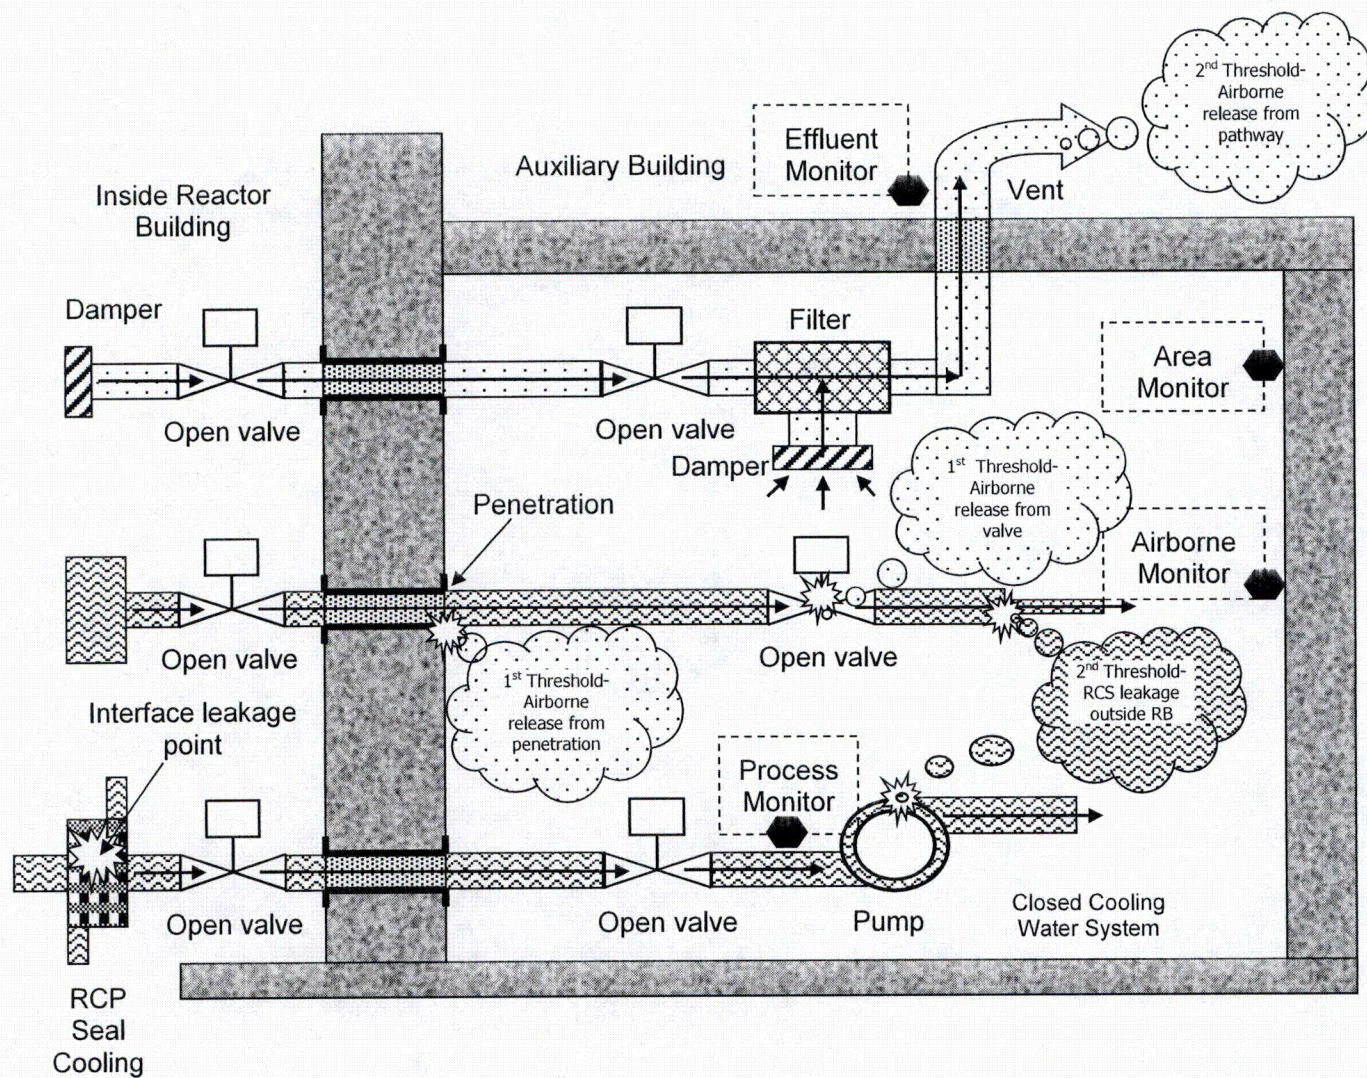 2nd Threshold-
Airborne
release from
pathway
Effluent
Monitor
Auxiliary Building
Vent
Inside Reactor
Building
Damper
Filter
Area
Monitor
Open valve
Open valve
Damper
1st Threshold-
Airborne
release from
valve
Penetration
Airborne
Monitor
Open valve
Open valve
1st Threshold-
Airborne
release from
penetration
2nd Threshold-
RCS leakage
outside RB
Interface leakage
point
Process
Monitor
Open valve
Open valve
Pump
Closed Cooling
Water System
RCP
Seal
Cooling